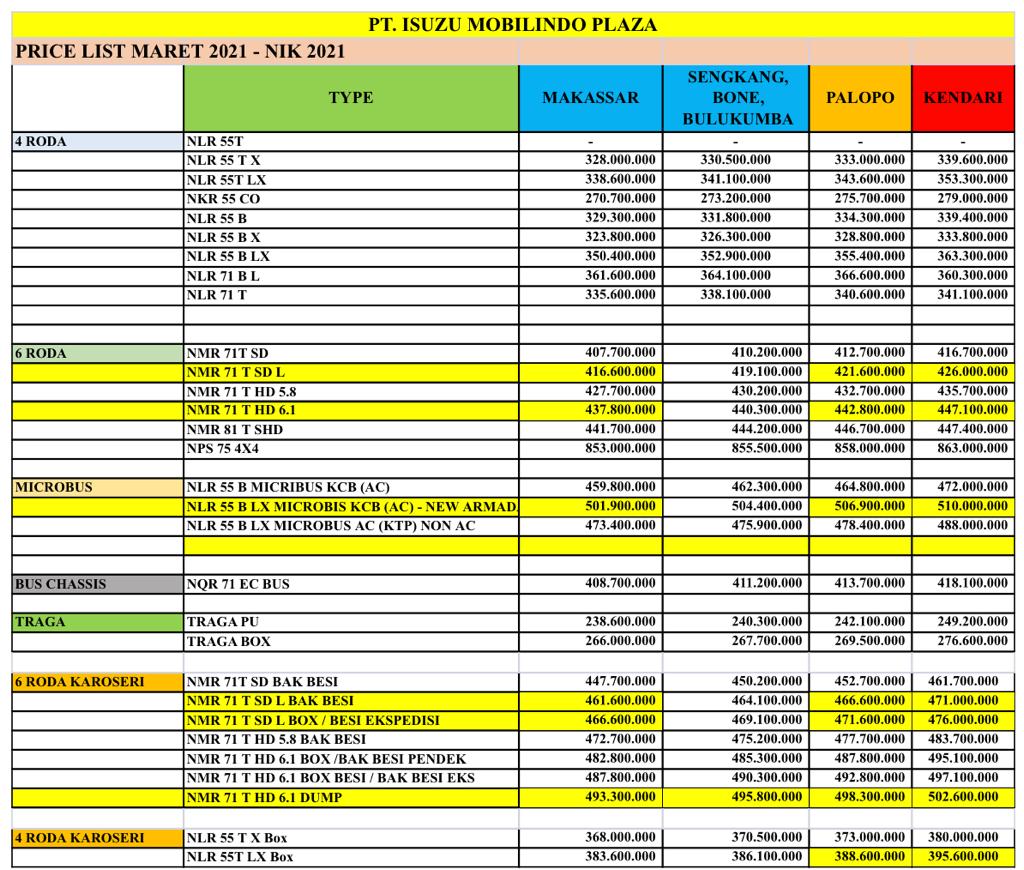 PT. ISUZU MOBILINDO PLAZA
PRICE LIST MARET 2021 - NIK 2021
TYPE MAKASSAR SENGKANG, BONE, BULUKUMBA PALOPO KENDARI
4 RODA NLR 55T - - - -
NLR 55 T X 328.000.000 330.500.000 333.000.000 339.600.000
NLR 55T LX 338.600.000 341.100.000 343.600.000 353.300.000
NKR 55 CO 270.700.000 273.200.000 275.700.000 279.000.000
NLR 55 B 329.300.000 331.800.000 334.300.000 339.400.000
NLR 55 B X 323.800.000 326.300.000 328.800.000 333.800.000
NLR 55 B LX 350.400.000 352.900.000 355.400.000 363.300.000
NLR 71 B L 361.600.000 364.100.000 366.600.000 360.300.000
NLR 71 T 335.600.000 338.100.000 340.600.000 341.100.000
6 RODA NMR 71T SD 407.700.000 410.200.000 412.700.000 416.700.000
NMR 71 T SD L 416.600.000 419.100.000 421.600.000 426.000.000
NMR 71 T HD 5.8 427.700.000 430.200.000 432.700.000 435.700.000
NMR 71 T HD 6.1 437.800.000 440.300.000 442.800.000 447.100.000
NMR 81 T SHD 441.700.000 444.200.000 446.700.000 447.400.000
NPS 75 4X4 853.000.000 855.500.000 858.000.000 863.000.000
MICROBUS NLR 55 B MICRIBUS KCB (AC) 459.800.000 462.300.000 464.800.000 472.000.000
NLR 55 B LX MICROBIS KCB (AC) - NEW ARMAD 501.900.000 504.400.000 506.900.000 510.000.000
NLR 55 B LX MICROBUS AC (KTP) NON AC 473.400.000 475.900.000 478.400.000 488.000.000
BUS CHASSIS NQR 71 EC BUS 408.700.000 411.200.000 413.700.000 418.100.000
TRAGA TRAGA PU 238.600.000 240.300.000 242.100.000 249.200.000
TRAGA BOX 266.000.000 267.700.000 269.500.000 276.600.000
6 RODA KAROSERI NMR 71T SD BAK BESI 447.700.000 450.200.000 452.700.000 461.700.000
NMR 71 T SD L BAK BESI 461.600.000 464.100.000 466.600.000 471.000.000
NMR 71 T SD L BOX / BESI EKSPEDISI 466.600.000 469.100.000 471.600.000 476.000.000
NMR 71 T HD 5.8 BAK BESI 472.700.000 475.200.000 477.700.000 483.700.000
NMR 71 T HD 6.1 BOX /BAK BESI PENDEK 482.800.000 485.300.000 487.800.000 495.100.000
NMR 71 T HD 6.1 BOX BESI / BAK BESI EKS 487.800.000 490.300.000 492.800.000 497.100.000
NMR 71 T HD 6.1 DUMP 493.300.000 495.800.000 498.300.000 502.600.000
4 RODA KAROSERI NLR 55 T X Box 368.000.000 370.500.000 373.000.000 380.000.000
NLR 55T LX Box 383.600.000 386.100.000 388.600.000 395.600.000